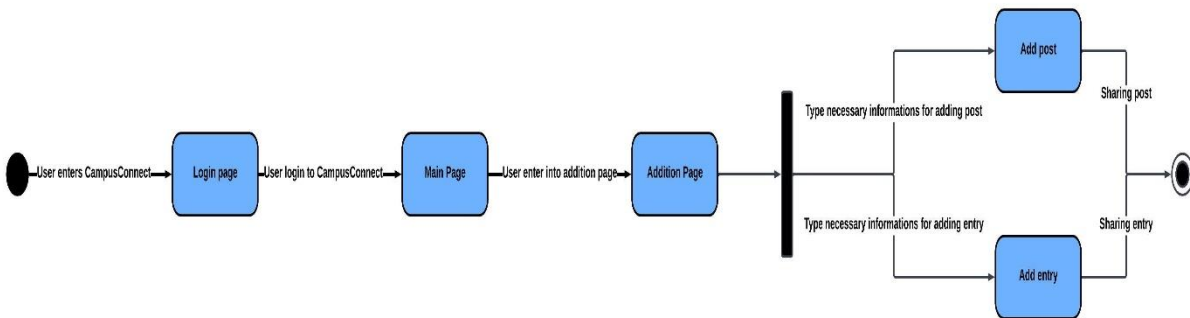 Add post
Type necessary informations for adding post
Sharing post
User enters CampusConnect
Login page
User login to CampusConnect
Main Page
User enter into addition page
Addition Page
Type necessary informations for adding entry
Sharing entry
Add entry